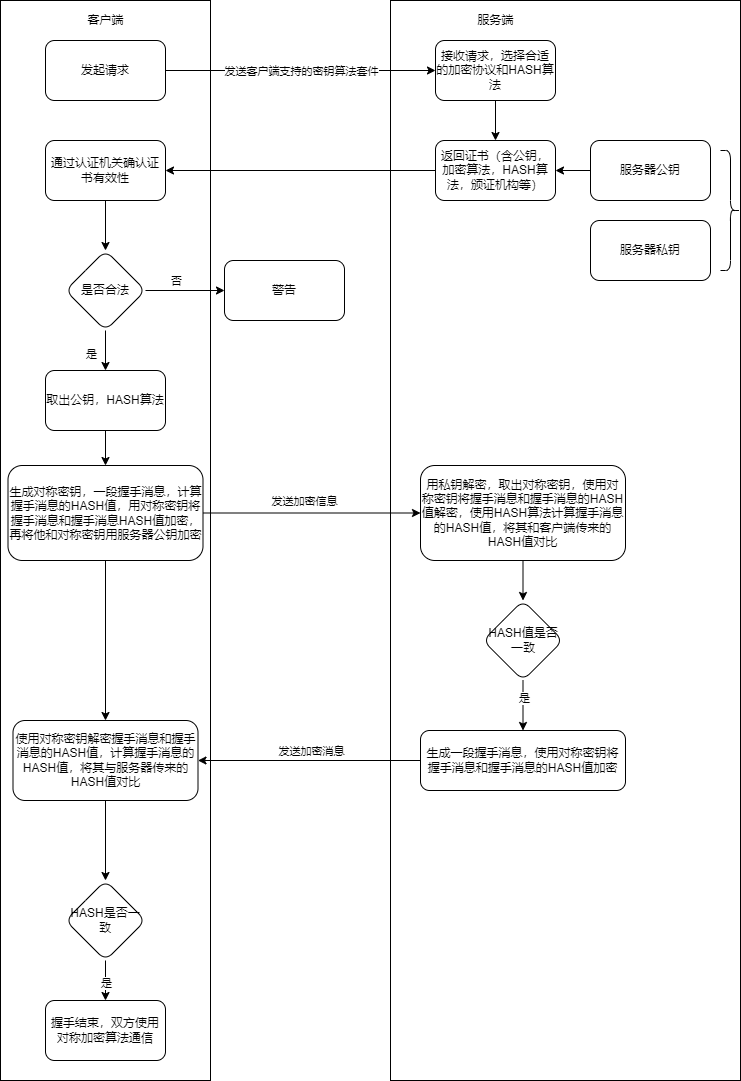 客户端
服务端
发起请求
发送客户端支持的密钥算法套件
接收请求，选择合适
的加密协议和HASH算
法
通过认证机关确认证
书有效性
返回证书（含公钥，
加密算法，HASH算
法，颁证机构等）
服务器公钥
服务器私钥
是否合法
否
警告
是
取出公钥，HASH算法
生成对称密钥，一段握手消息，计算
握手消息的HASH值，用对称密钥将
握手消息和握手消息HASH值加密，
再将他和对称密钥用服务器公钥加密
发送加密信息
用私钥解密，取出对称密钥，使用对
称密钥将握手消息和握手消息的HASH
值解密，使用HASH算法计算握手消息
的HASH值，将其和客户端传来的
HASH值对比
HASH值是否
一致
是
使用对称密钥解密握手消息和握手
消息的HASH值，计算握手消息的
HASH值，将其与服务器传来的
HASH值对比
发送加密消息
生成一段握手消息，使用对称密钥将
握手消息和握手消息的HASH值加密
HASH是否一
致
是
握手结束，双方使用
对称加密算法通信